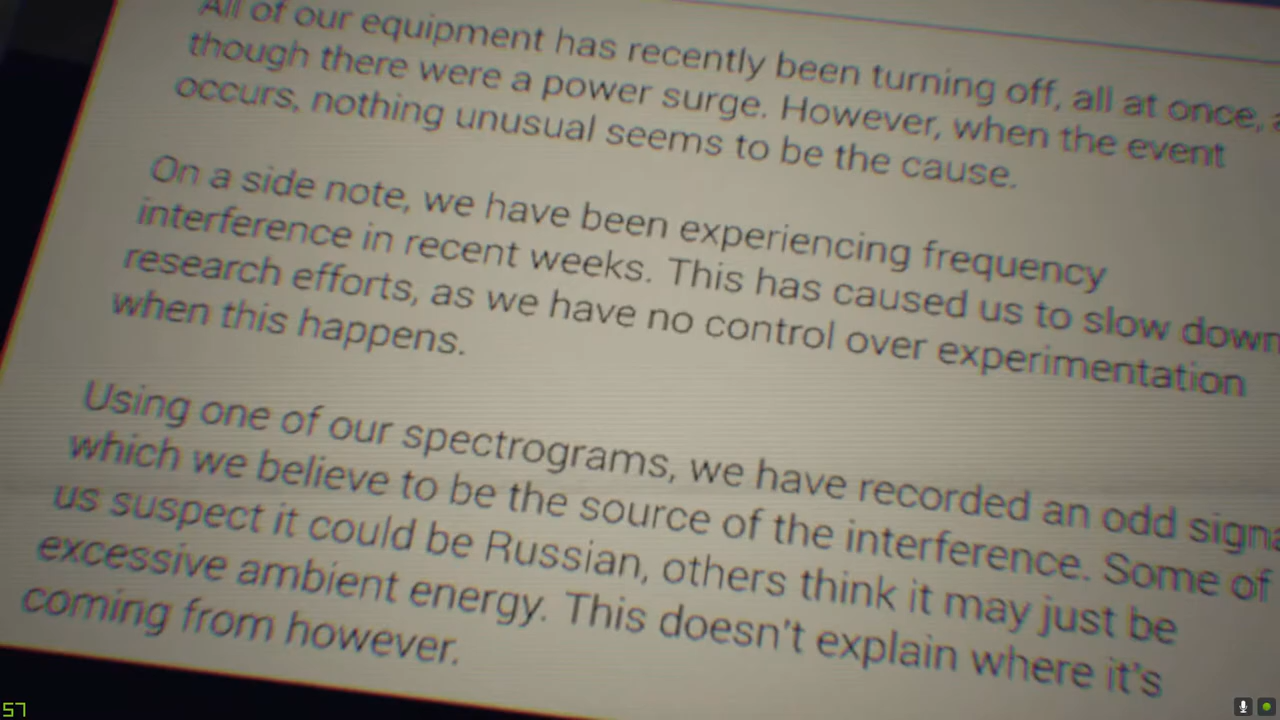 All of our equipment has recently been turning off, all at once,
though there were a power surge. However, when the event
occurs, nothing unusual seems to be the cause.
On a side note, we have been experiencing frequency
interference in recent weeks. This has caused us to slow down
research efforts, as we have no control over experimentation
when this happens.
Using one of our spectrograms, we have recorded an odd
which we believe to be the source of the interference. Some of
us suspect it could be Russian, others think it may just be
excessive ambient energy. This doesn't explain where it's
coming from however.
57